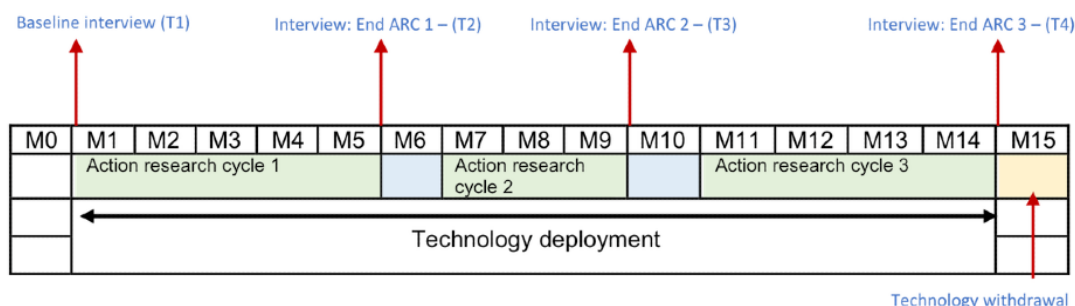 Baseline interview (T1)
Interview: End ARC 1 – (T2)
Interview: End ARC 2 – (T3)
Interview: End ARC 3 – (T4)
M0 M1 M2 M3 M4 M5 M6 M7 M8 M9 M10 M11 M12 M13 M14 M15
Action research cycle 1
Action research
cycle 2
Action research cycle 3
Technology deployment
Technology withdrawal